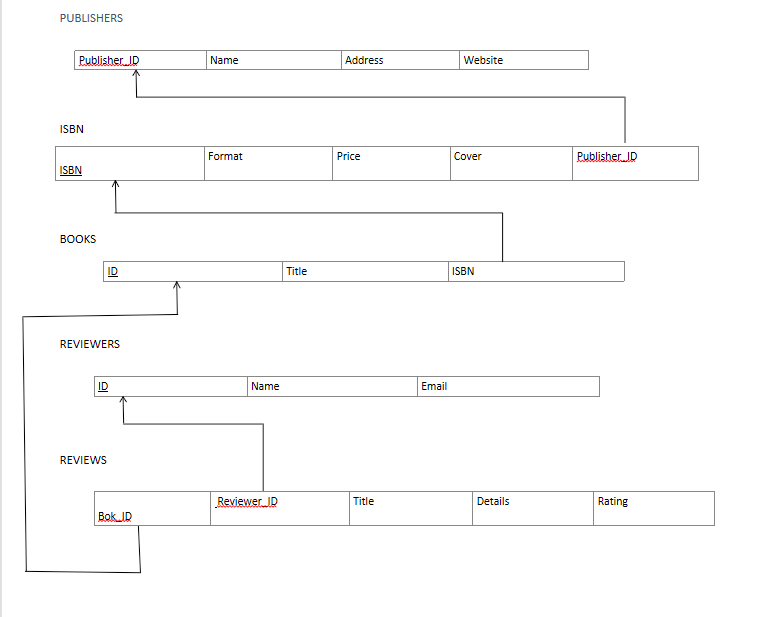 PUBLISHERS
Publisher_ID Name Address Website
ISBN
Format Price Cover Publisher_ID
ISBN
BOOKS
ID Title ISBN
REVIEWERS
ID Name Email
REVIEWS
Reviewer_ID Title Details Rating
Bok_ID